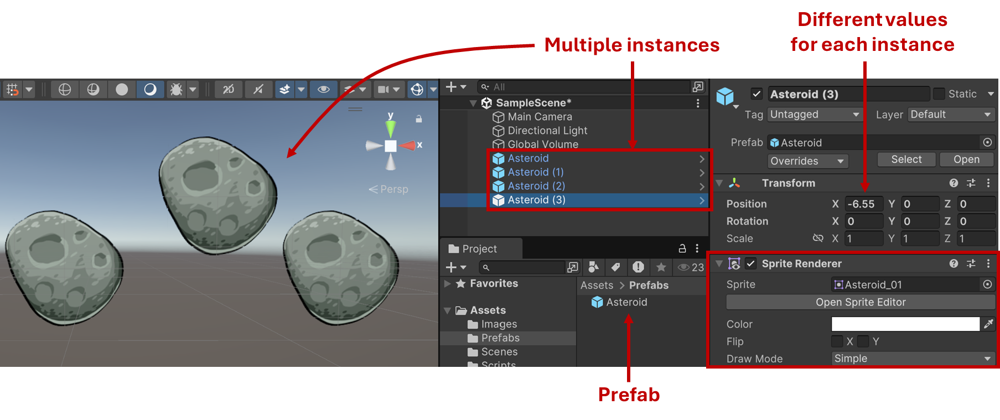 Different values
for each instance
Multiple instances
All
SampleScene*
Main Camera
Directional Light
Global Volume
Asteroid
Asteroid (1)
Asteroid (2)
Asteroid (3)
y
x
Persp
2D
Project
23
Favorites
Assets
Images
Prefabs
Scenes
Scripts
Assets > Prefabs
Asteroid
Asteroid (3)
Static
Tag Untagged Layer Default
Prefab Asteroid
Overrides Select Open
Transform
Position X -6.55 Y 0 Z 0
Rotation X 0 Y 0 Z 0
Scale X 1 Y 1 Z 1
Sprite Renderer
Sprite Asteroid_01
Open Sprite Editor
Color
Flip X Y
Draw Mode Simple
Prefab